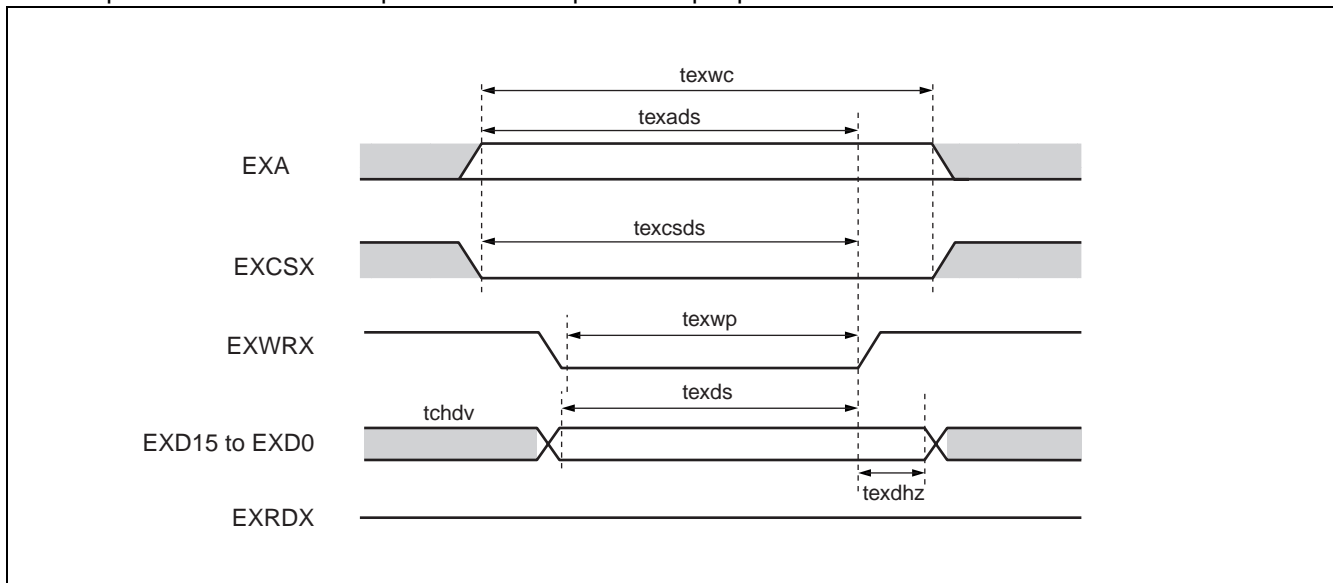 texwc
texads
EXA
texcsds
EXCSX
texwp
EXWRX
texds
tchdv
EXD15 to EXD0
texdhz
EXRDX